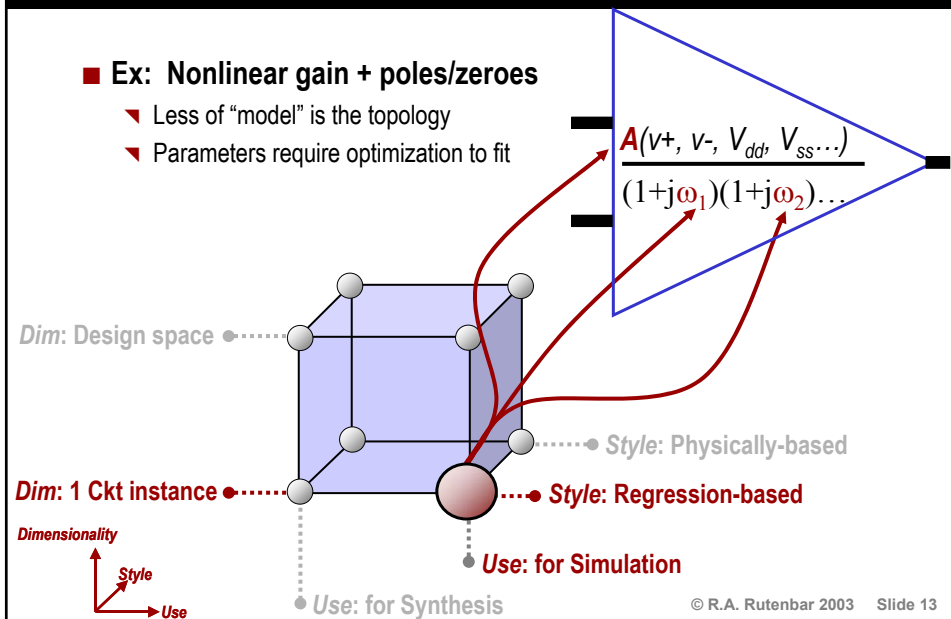 Ex: Nonlinear gain + poles/zeroes
Less of “model” is the topology
Parameters require optimization to fit
A(v+, v-, Vdd, Vss...)
(1+jω1)(1+jω2)...
Dim: Design space
Style: Physically-based
Dim: 1 Ckt instance
Style: Regression-based
Use: for Simulation
Use: for Synthesis
Dimensionality
Style
Use
© R.A. Rutenbar 2003 Slide 13